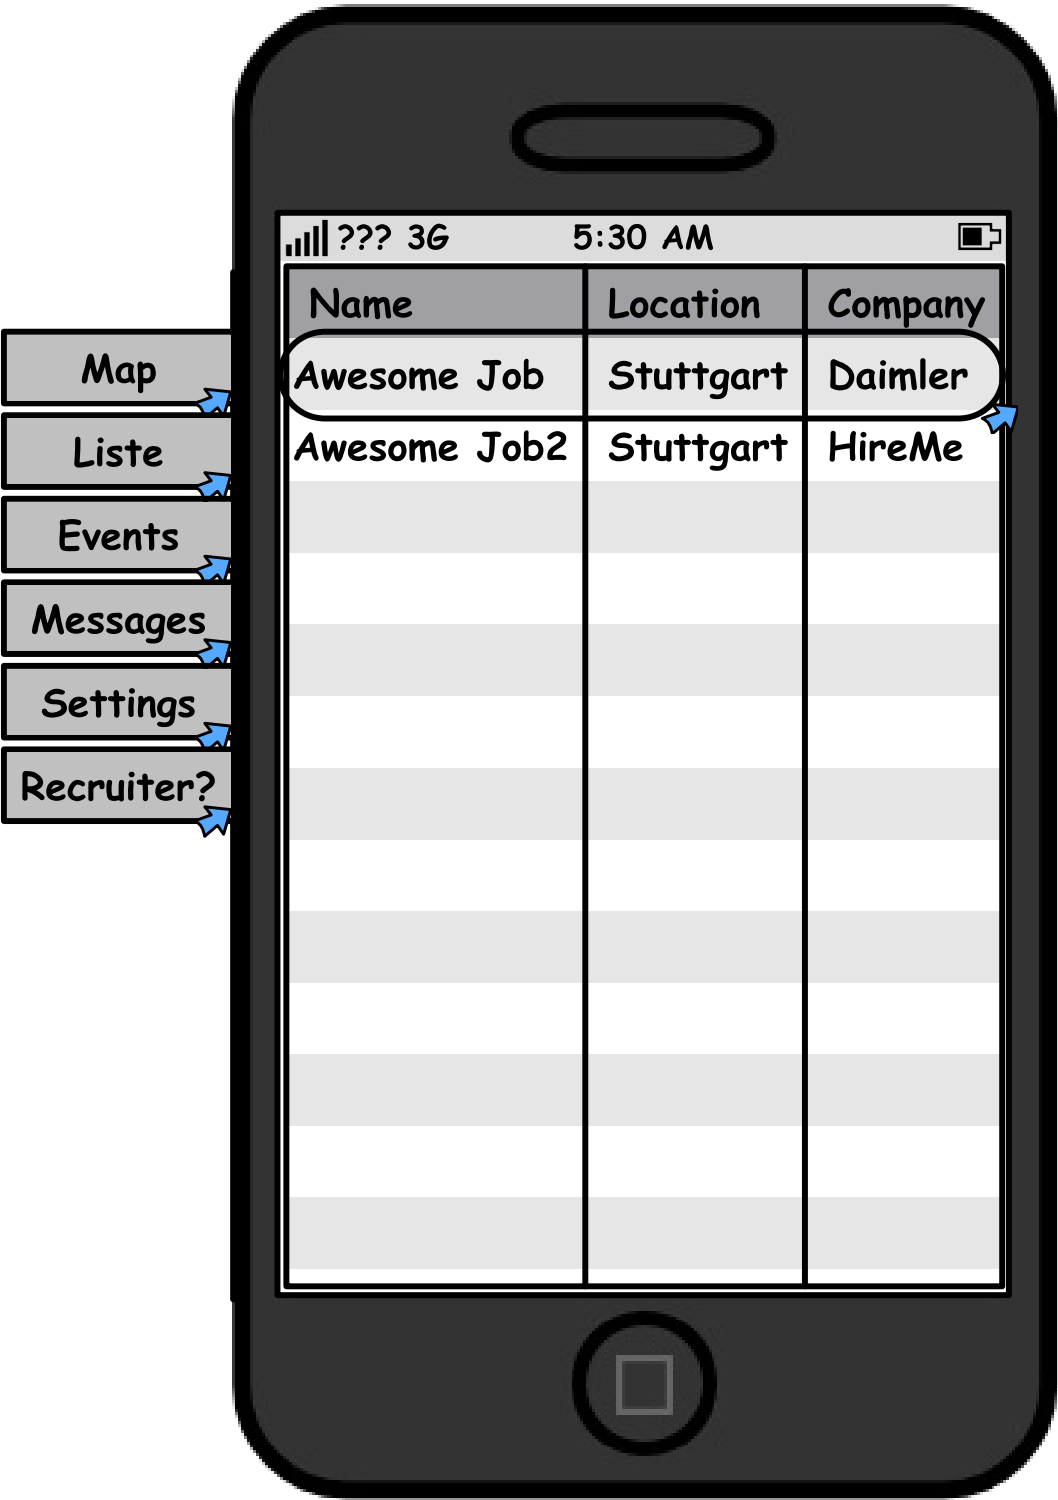 ??? 3G 5:30 AM
Name Location Company
Awesome Job Stuttgart Daimler
Awesome Job2 Stuttgart HireMe
Map
Liste
Events
Messages
Settings
Recruiter?